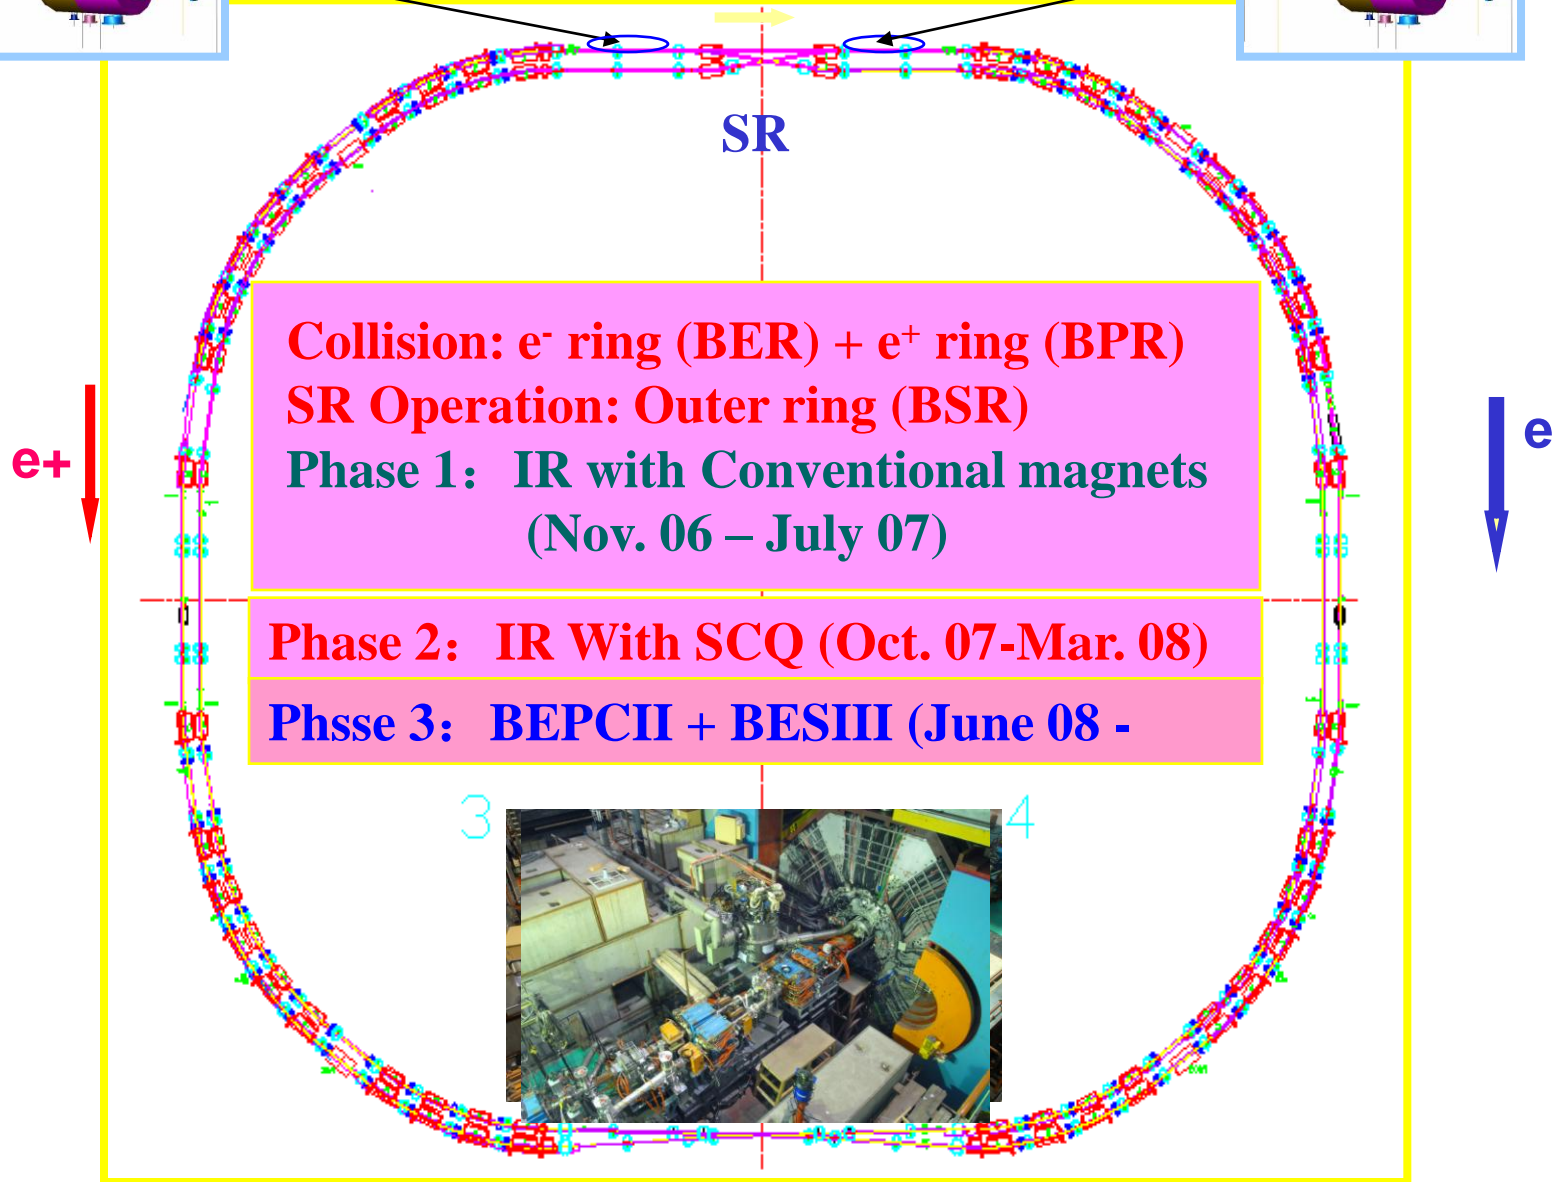 SR
Collision: e- ring (BER) + e+ ring (BPR)
SR Operation: Outer ring (BSR)
Phase 1：IR with Conventional magnets
(Nov. 06 – July 07)
e+
e
Phase 2：IR With SCQ (Oct. 07-Mar. 08)
Phsse 3：BEPCII + BESIII (June 08 -
3
4